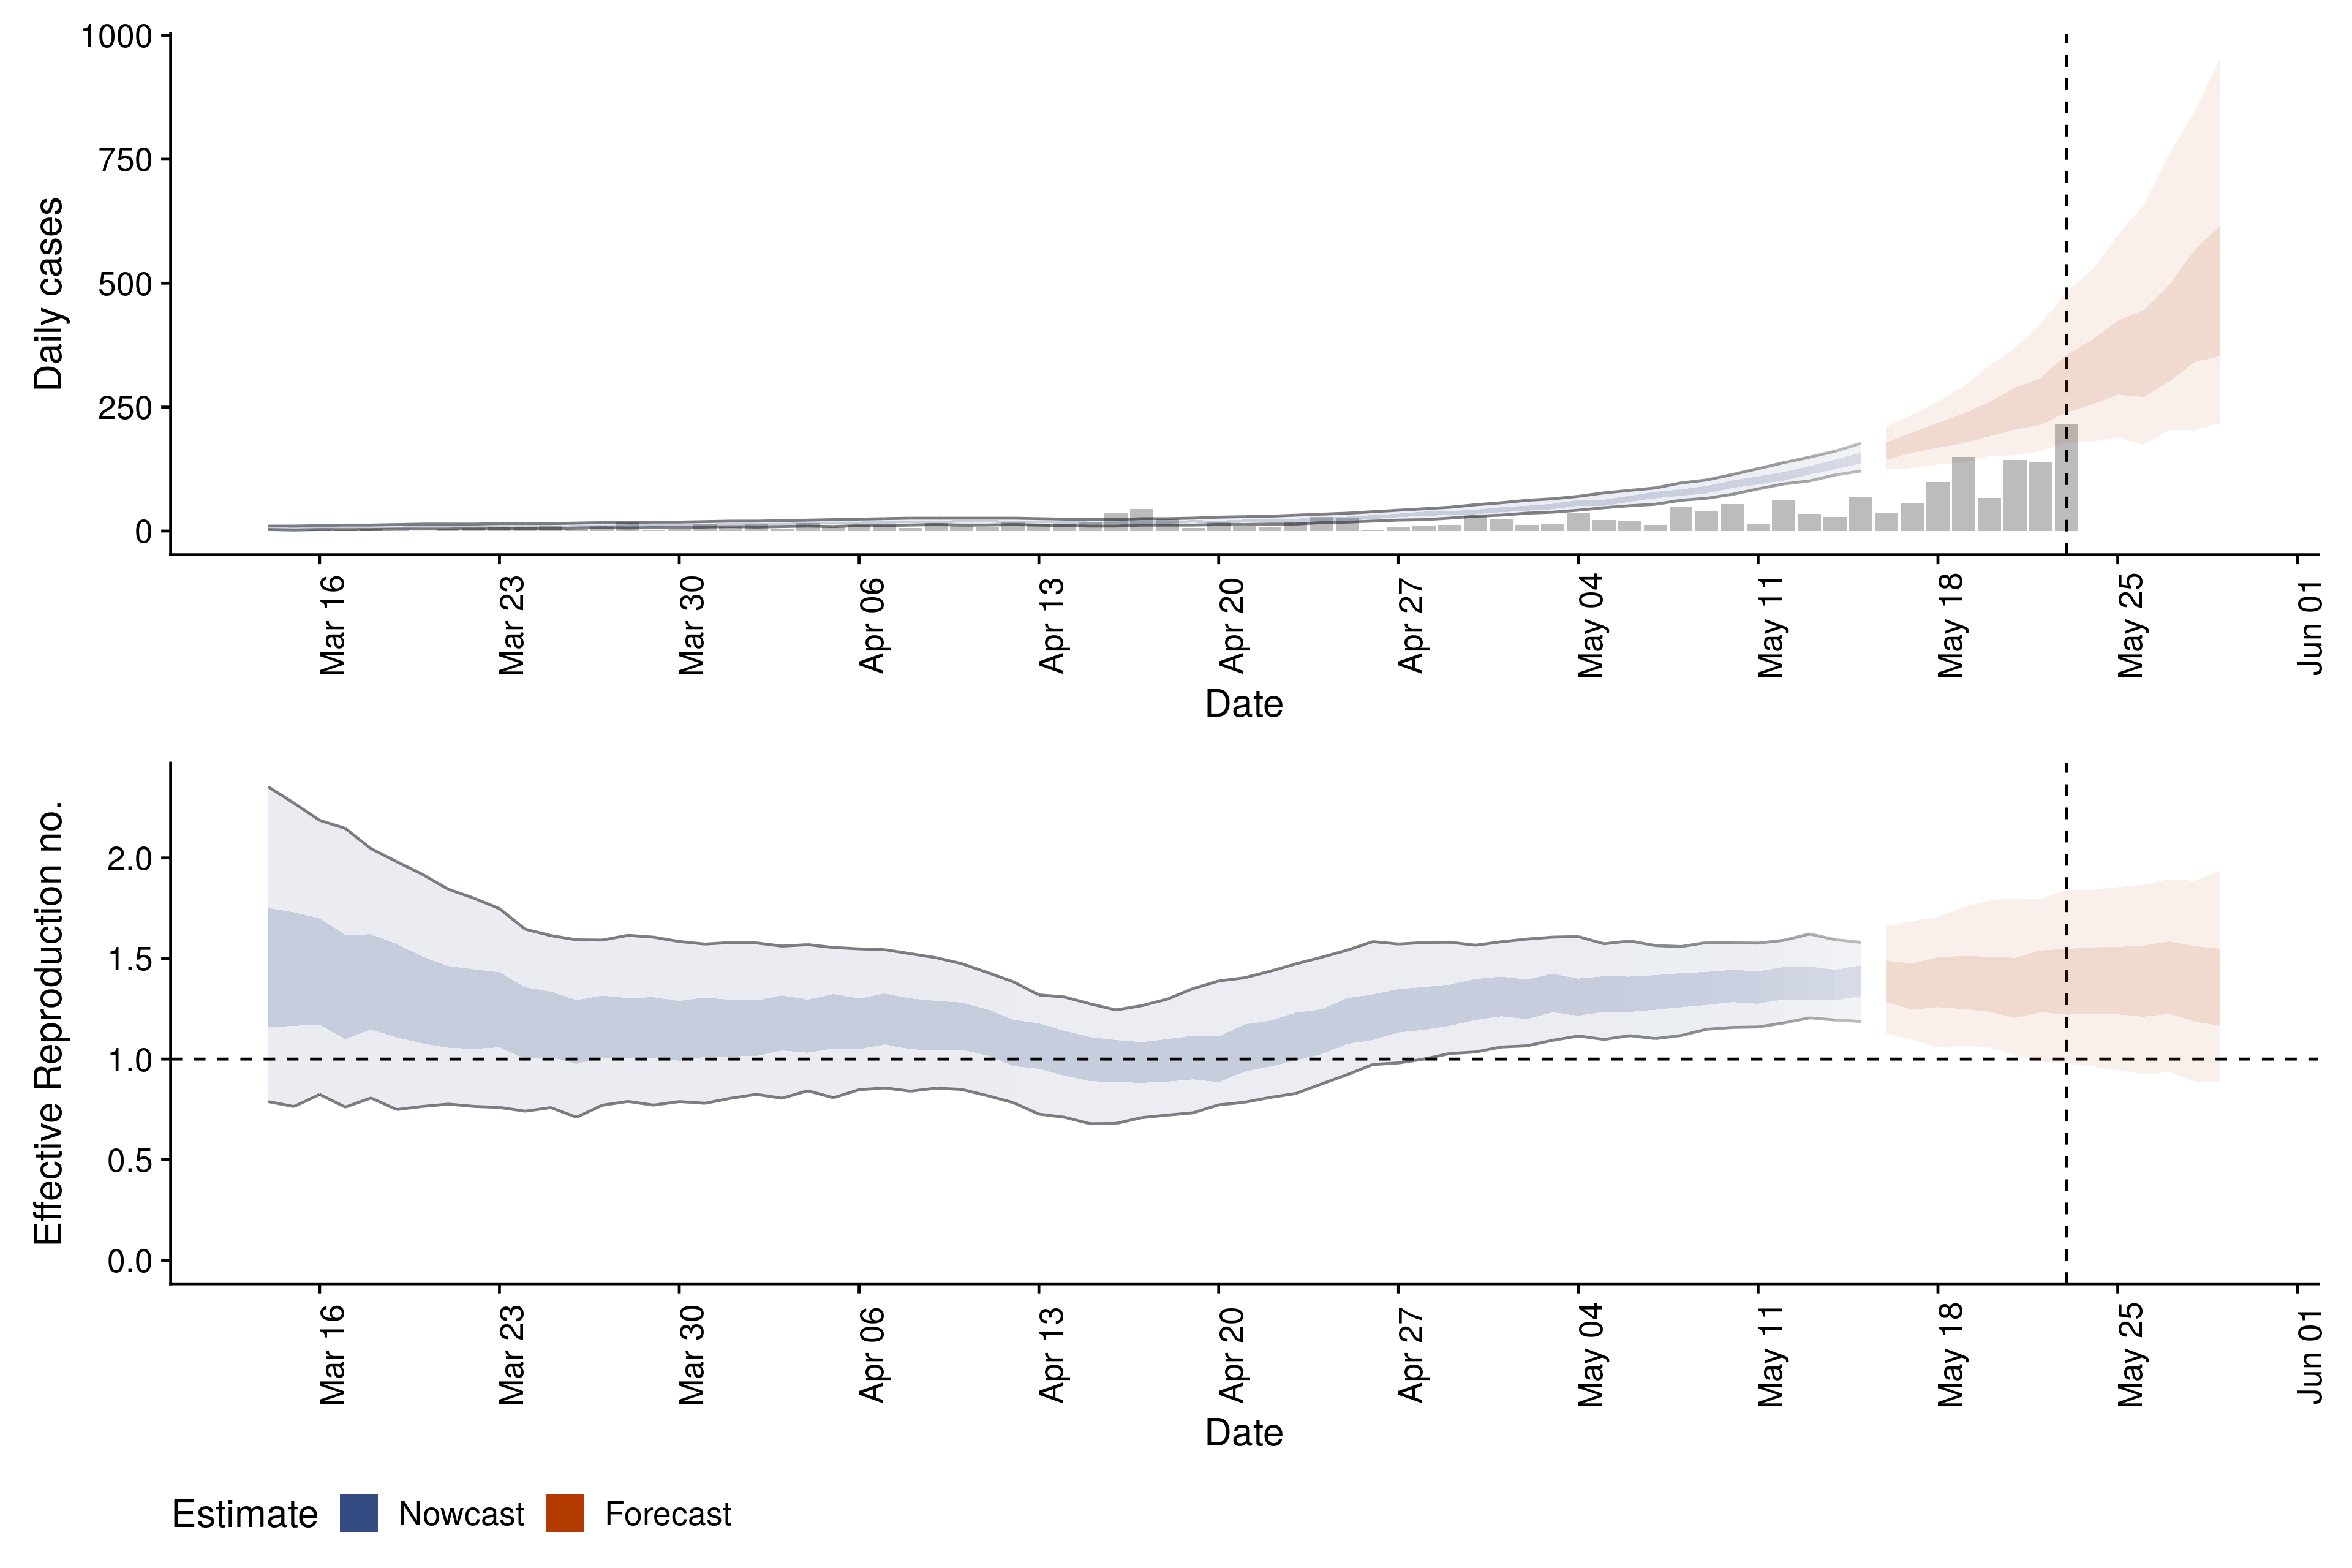 1000
750
500
250
0
Daily cases
Mar 16 Mar 23 Mar 30 Apr 06 Apr 13 Apr 20 Apr 27 May 04 May 11 May 18 May 25 Jun 01
Date
2.0
1.5
1.0
0.5
0.0
Effective Reproduction no.
Mar 16 Mar 23 Mar 30 Apr 06 Apr 13 Apr 20 Apr 27 May 04 May 11 May 18 May 25 Jun 01
Date
Estimate Nowcast Forecast